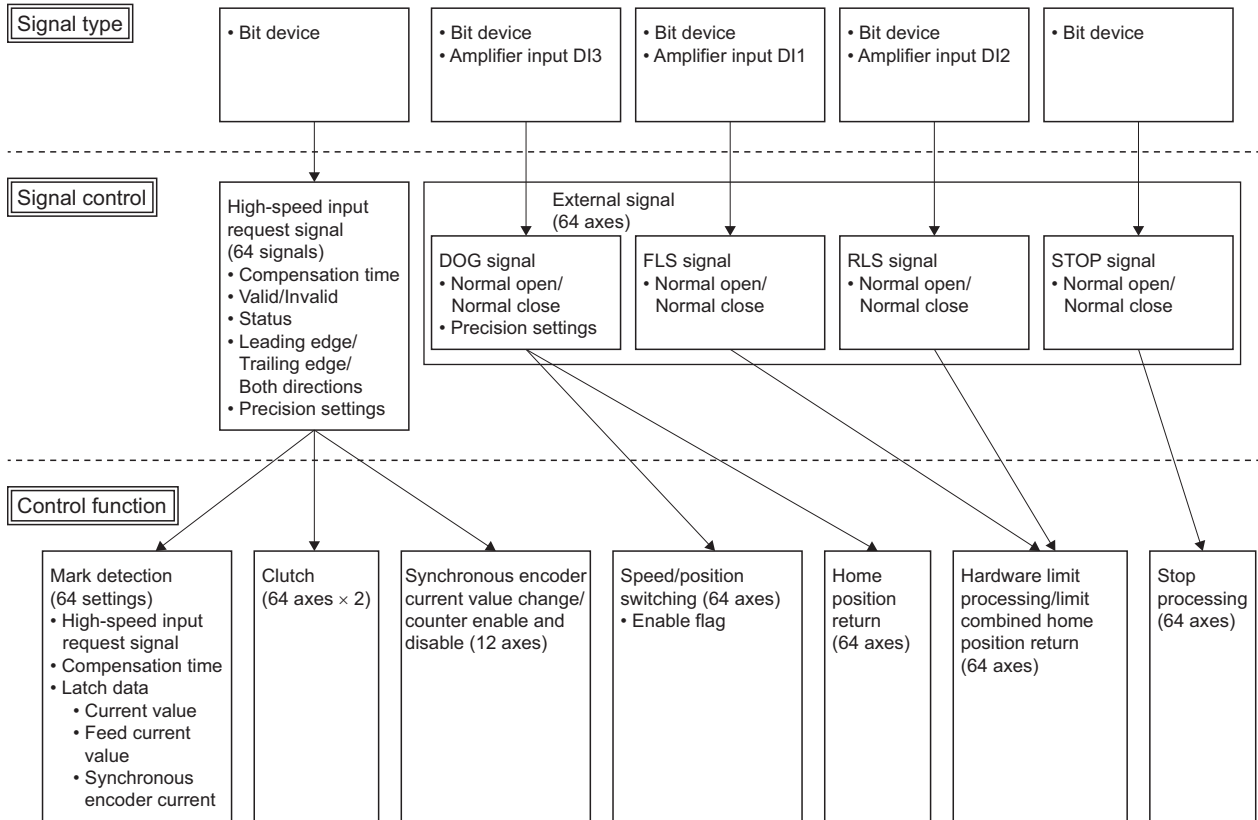 Signal type
• Bit device
• Bit device
• Amplifier input DI3
• Bit device
• Amplifier input DI1
• Bit device
• Amplifier input DI2
• Bit device
Signal control
High-speed input
request signal
(64 signals)
• Compensation time
• Valid/Invalid
• Status
• Leading edge/
Trailing edge/
Both directions
• Precision settings
External signal
(64 axes)
DOG signal
• Normal open/
Normal close
• Precision settings
FLS signal
• Normal open/
Normal close
RLS signal
• Normal open/
Normal close
STOP signal
• Normal open/
Normal close
Control function
Mark detection
(64 settings)
• High-speed input
request signal
• Compensation time
• Latch data
• Current value
• Feed current
value
• Synchronous
encoder current
Clutch
(64 axes × 2)
Synchronous encoder
current value change/
counter enable and
disable (12 axes)
Speed/position
switching (64 axes)
• Enable flag
Home
position
return
(64 axes)
Hardware limit
processing/limit
combined home
position return
(64 axes)
Stop
processing
(64 axes)